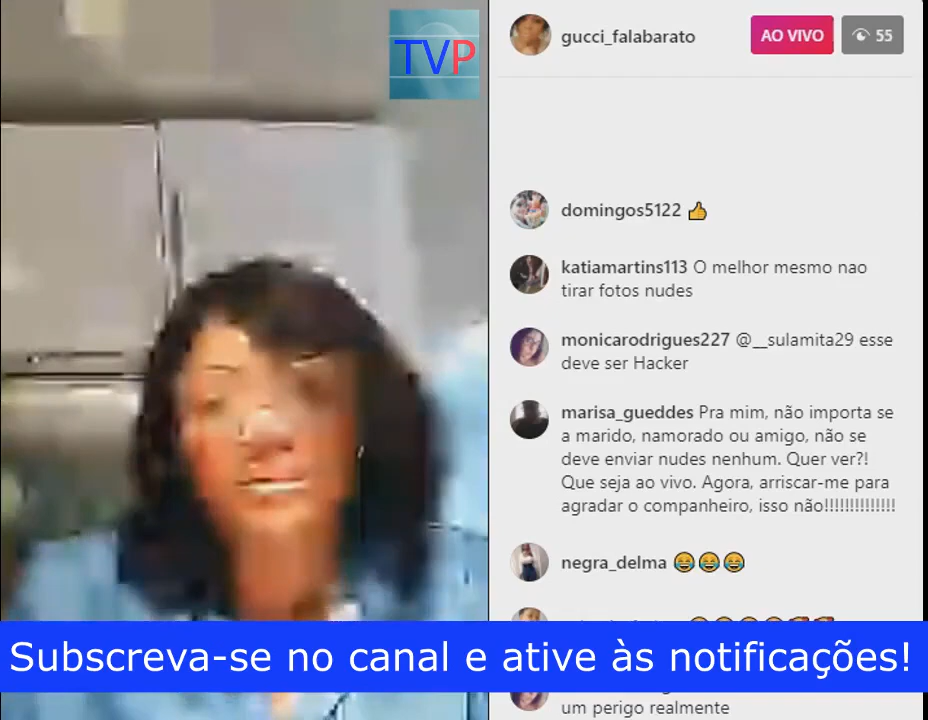 TVP
gucci_falabarato
AO VIVO
55
domingos5122 👍
katiamartins113 O melhor mesmo nao
tirar fotos nudes
monicarodrigues227 @__sulamita29 esse
deve ser Hacker
marisa_gueddes Pra mim, não importa se
a marido, namorado ou amigo, não se
deve enviar nudes nenhum. Quer ver?!
Que seja ao vivo. Agora, arriscar-me para
agradar o companheiro, isso não!!!!!!!!!!!!!!
negra_delma 😂😂😂
Subscreva-se no canal e ative às notificações!
um perigo realmente